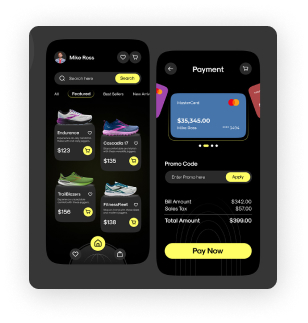 Mike Ross
Search here
Search
All
Featured
Best Sellers
New Arriv
Endurance
$123
Cascadia 17
$135
TrailBlazers
$156
FitnessFleet
$138
Payment
MasterCard
$35,345.00
Mike Ross
Promo Code
Enter Promo here
Apply
Bill Amount
$342.00
Sales Tax
$57.00
Total Amount
$399.00
Pay Now